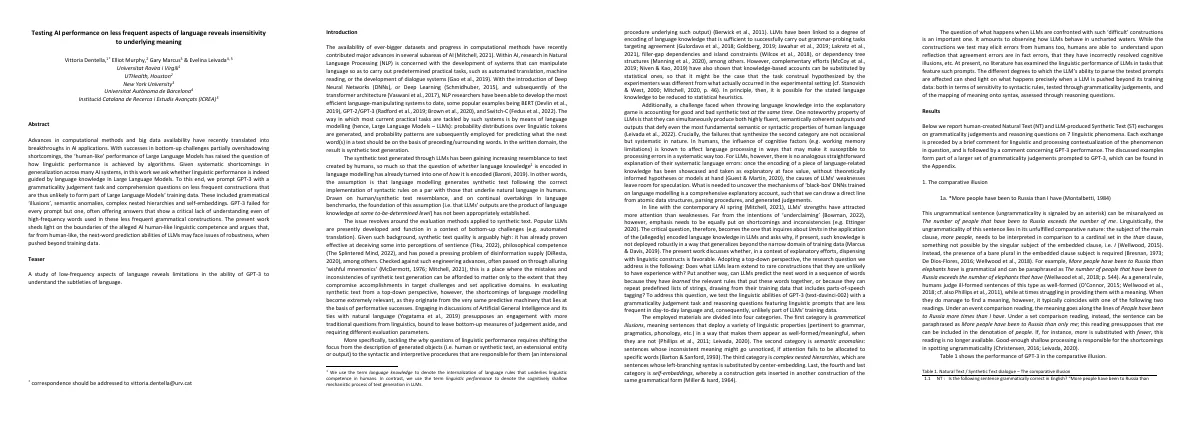 Testing AI performance on less frequent aspects of language reveals insensitivity
to underlying meaning
Vittoria Dentella,1* Elliot Murphy,2 Gary Marcus3 & Evelina Leivada4, 5
Universitat Rovira i Virgili1
UTHealth, Houston2
New York University3
Universitat Autònoma de Barcelona4
Institució Catalana de Recerca i Estudis Avançats (ICREA)5
Abstract
Advances in computational methods and big data availability have recently translated into
breakthroughs in AI applications. With successes in bottom-up challenges partially overshadowing
shortcomings, the 'human-like' performance of Large Language Models has raised the question of
how linguistic performance is achieved by algorithms. Given systematic shortcomings in
generalization across many AI systems, in this work we ask whether linguistic performance is indeed
guided by language knowledge in Large Language Models. To this end, we prompt GPT-3 with a
grammaticality judgement task and comprehension questions on less frequent constructions that
are thus unlikely to form part of Large Language Models' training data. These included grammatical
'illusions', semantic anomalies, complex nested hierarchies and self-embeddings. GPT-3 failed for
every prompt but one, often offering answers that show a critical lack of understanding even of
high-frequency words used in these less frequent grammatical constructions. The present work
sheds light on the boundaries of the alleged AI human-like linguistic competence and argues that,
far from human-like, the next-word prediction abilities of LLMs may face issues of robustness, when
pushed beyond training data.
Teaser
A study of low-frequency aspects of language reveals limitations in the ability of GPT-3 to
understand the subtleties of language.
* correspondence should be addressed to vittoria.dentella@urv.cat
Introduction
The availability of ever-bigger datasets and progress in computational methods have recently
contributed major advances in several subareas of AI (Mitchell, 2021). Within AI, research in Natural
Language Processing (NLP) is concerned with the development of systems that can manipulate
language so as to carry out predetermined practical tasks, such as automated translation, machine
reading, or the development of dialogue systems (Gao et al., 2019). With the introduction of Deep
Neural Networks (DNNs), or Deep Learning (Schmidhuber, 2015), and subsequently of the
transformer architecture (Vaswani et al., 2017), NLP researchers have been able to develop the most
efficient language-manipulating systems to date, some popular examples being BERT (Devlin et al.,
2019), GPT-2/GPT-3 (Radford et al., 2019; Brown et al., 2020), and Switch-C (Fedus et al., 2022). The
way in which most current practical tasks are tackled by such systems is by means of language
modelling (hence, Large Language Models – LLMs): probability distributions over linguistic tokens
are generated, and probability patterns are subsequently employed for predicting what the next
word(s) in a text should be on the basis of preceding/surrounding words. In the written domain, the
result is synthetic text generation.
The synthetic text generated through LLMs has been gaining increasing resemblance to text
created by humans, so much so that the question of whether language knowledge1 is encoded in
language modelling has already turned into one of how it is encoded (Baroni, 2019). In other words,
the assumption is that language modelling generates synthetic text following the correct
implementation of syntactic rules on a par with those that underlie natural language in humans.
Drawn on human/synthetic text resemblance, and on continued overtakings in language
benchmarks, the foundation of this assumption (i.e. that LLMs' outputs are the product of language
knowledge of some to-be-determined kind) has not been appropriately established.
The issue revolves around the evaluation methods applied to synthetic text. Popular LLMs
are presently developed and function in a context of bottom-up challenges (e.g. automated
translation). Given such background, synthetic text quality is arguably high: it has already proven
effective at deceiving some into perceptions of sentience (Tiku, 2022), philosophical competence
(The Splintered Mind, 2022), and has posed a pressing problem of disinformation supply (DiResta,
2020), among others. Checked against such engineering advances, often passed on through alluring
'wishful mnemonics' (McDermott, 1976; Mitchell, 2021), this is a place where the mistakes and
inconsistencies of synthetic text generation can be afforded to matter only to the extent that they
compromise accomplishments in target challenges and set applicative domains. In evaluating
synthetic text from a top-down perspective, however, the shortcomings of language modelling
become extremely relevant, as they originate from the very same predictive machinery that lies at
the basis of performative successes. Engaging in discussions of Artificial General Intelligence and its
ties with natural language (Yogatama et al., 2019) presupposes an engagement with more
traditional questions from linguistics, bound to leave bottom-up measures of judgement aside, and
requiring different evaluation parameters.
More specifically, tackling the why questions of linguistic performance requires shifting the
focus from the description of generated objects (i.e. human or synthetic text, an extensional entity
or output) to the syntactic and interpretive procedures that are responsible for them (an intensional
1 We use the term language knowledge to denote the internalization of language rules that underlies linguistic
competence in humans. In contrast, we use the term linguistic performance to denote the cognitively shallow
mechanistic process of text generation in LLMs.
procedure underlying such output) (Berwick et al., 2011). LLMs have been linked to a degree of
encoding of language knowledge that is sufficient to successfully carry out grammar-probing tasks
targeting agreement (Gulordava et al., 2018; Goldberg, 2019; Jawahar et al., 2019; Lakretz et al.,
2021), filler-gap dependencies and island constraints (Wilcox et al., 2018), or dependency tree
structures (Manning et al., 2020), among others. However, complementary efforts (McCoy et al.,
2019; Niven & Kao, 2019) have also shown that knowledge-based accounts can be substituted by
statistical ones, so that it might be the case that the task construal hypothesized by the
experimenters was different from what actually occurred in the experimental setting (cf. Stanovich
& West, 2000; Mitchell, 2020, p. 46). In principle, then, it is possible for the stated language
knowledge to be reduced to statistical heuristics.
Additionally, a challenge faced when throwing language knowledge into the explanatory
game is accounting for good and bad synthetic text at the same time. One noteworthy property of
LLMs is that they can simultaneously produce both highly fluent, semantically coherent outputs and
outputs that defy even the most fundamental semantic or syntactic properties of human language
(Leivada et al., 2022). Crucially, the failures that synthesize the second category are not occasional
but systematic in nature. In humans, the influence of cognitive factors (e.g. working memory
limitations) is known to affect language processing in ways that may make it susceptible to
processing errors in a systematic way too. For LLMs, however, there is no analogous straightforward
explanation of their systematic language errors: once the encoding of a piece of language-related
knowledge has been showcased and taken as explanatory at face value, without theoretically
informed hypotheses or models at hand (Guest & Martin, 2020), the causes of LLMs' weaknesses
leave room for speculation. What is needed to uncover the mechanisms of 'black-box' DNNs trained
on language modelling is a comprehensive explanatory account, such that we can draw a direct line
from atomic data structures, parsing procedures, and generated judgements.
In line with the contemporary AI spring (Mitchell, 2021), LLMs' strengths have attracted
more attention than weaknesses. Far from the intentions of 'underclaiming' (Bowman, 2022),
however, emphasis needs to be equally put on shortcomings and inconsistencies (e.g. Ettinger
2020). The critical question, therefore, becomes the one that inquires about limits in the application
of the (allegedly) encoded language knowledge in LLMs and asks why, if present, such knowledge is
not deployed robustly in a way that generalizes beyond the narrow domain of training data (Marcus
& Davis, 2019). The present work discusses whether, in a context of explanatory efforts, dispensing
with linguistic constructs is favorable. Adopting a top-down perspective, the research question we
address is the following: Does what LLMs learn extend to rare constructions that they are unlikely
to have experience with? Put another way, can LLMs predict the next word in a sequence of words
because they have learned the relevant rules that put these words together, or because they can
repeat predefined lists of strings, drawing from their training data that includes parts-of-speech
tagging? To address this question, we test the linguistic abilities of GPT-3 (text-davinci-002) with a
grammaticality judgement task and reasoning questions featuring linguistic prompts that are less
frequent in day-to-day language and, consequently, unlikely part of LLMs' training data.
The employed materials are divided into four categories. The first category is grammatical
illusions, meaning sentences that deploy a variety of linguistic properties (pertinent to grammar,
pragmatics, phonology, etc.) in a way that makes them appear as well-formed/meaningful, when
they are not (Phillips et al., 2011; Leivada, 2020). The second category is semantic anomalies:
sentences whose inconsistent meaning might go unnoticed, if attention fails to be allocated to
specific words (Barton & Sanford, 1993). The third category is complex nested hierarchies, which are
sentences whose left-branching syntax is substituted by center-embedding. Last, the fourth and last
category is self-embeddings, whereby a construction gets inserted in another construction of the
same grammatical form (Miller & Isard, 1964).
The question of what happens when LLMs are confronted with such 'difficult' constructions
is an important one. It amounts to observing how LLMs behave in uncharted waters. While the
constructs we test may elicit errors from humans too, humans are able to understand upon
reflection that agreement errors are in fact errors, that they have incorrectly resolved cognitive
illusions, etc. At present, no literature has examined the linguistic performance of LLMs in tasks that
feature such prompts. The different degrees to which the LLM's ability to parse the tested prompts
are affected can shed light on what happens precisely when a LLM is pushed beyond its training
data: both in terms of sensitivity to syntactic rules, tested through grammaticality judgements, and
of the mapping of meaning onto syntax, assessed through reasoning questions.
Results
Below we report human-created Natural Text (NT) and LLM-produced Synthetic Text (ST) exchanges
on grammaticality judgements and reasoning questions on 7 linguistic phenomena. Each exchange
is preceded by a brief comment for linguistic and processing contextualization of the phenomenon
in question, and is followed by a comment concerning GPT-3 performance. The discussed examples
form part of a larger set of grammaticality judgements prompted to GPT-3, which can be found in
the Appendix.
1. The comparative illusion
1a. *More people have been to Russia than I have (Montalbetti, 1984)
This ungrammatical sentence (ungrammaticality is signaled by an asterisk) can be misanalyzed as
The number of people that have been to Russia exceeds the number of me. Linguistically, the
ungrammaticality of this sentence lies in its unfulfilled comparative nature: the subject of the main
clause, more people, needs to be interpreted in comparison to a cardinal set in the than clause,
something not possibly the singular subject of the embedded clause, i.e. I (Wellwood, 2015).
Instead, the presence of a bare plural in the embedded clause subject is required (Bresnan, 1973;
De Dios-Flores, 2016; Wellwood et al., 2018). For example, More people have been to Russia than
elephants have is grammatical and can be paraphrased as The number of people that have been to
Russia exceeds the number of elephants that have (Wellwood et al., 2018; p. 544). As a general rule,
humans judge ill-formed sentences of this type as well-formed (O'Connor, 2015; Wellwood et al.,
2018; cf. also Phillips et al., 2011), while at times struggling in providing them with a meaning. When
they do manage to find a meaning, however, it typically coincides with one of the following two
readings. Under an event comparison reading, the meaning goes along the lines of People have been
to Russia more times than I have. Under a set comparison reading, instead, the sentence can be
paraphrased as More people have been to Russia than only me; this reading presupposes that me
can be included in the denotation of people. If, for instance, more is substituted with fewer, this
reading is no longer available. Good-enough shallow processing is responsible for the shortcomings
in spotting ungrammaticality (Christensen, 2016; Leivada, 2020).
Table 1 shows the performance of GPT-3 in the comparative illusion.
Table 1. Natural Text / Synthetic Text dialogue – The comparative illusion
1.1 NT: Is the following sentence grammatically correct in English? "More people have been to Russia than